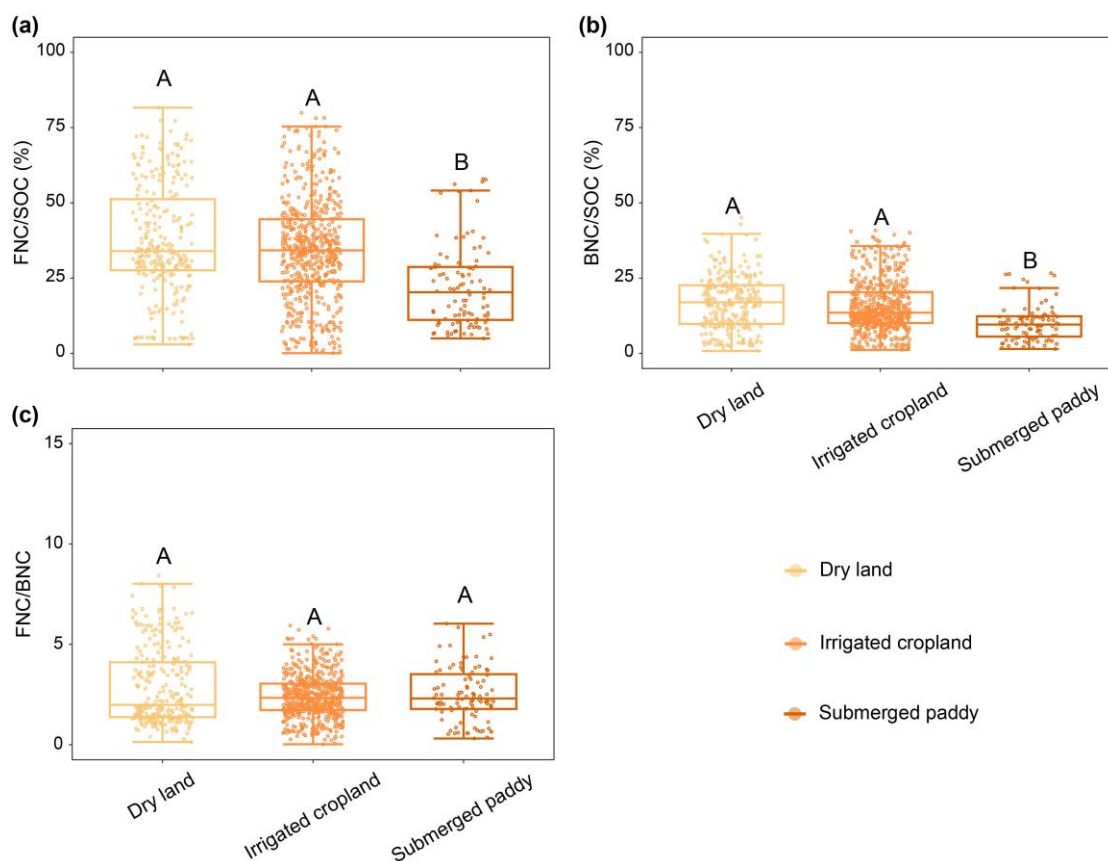 (a)
100
75
50
25
0
FNC/SOC (%)
A
A
B
(b)
100
75
50
25
0
BNC/SOC (%)
A
A
B
Dry land
Irrigated cropland
Submerged paddy
(c)
15
10
5
0
FNC/BNC
A
A
A
Dry land
Irrigated cropland
Submerged paddy
Dry land
Irrigated cropland
Submerged paddy